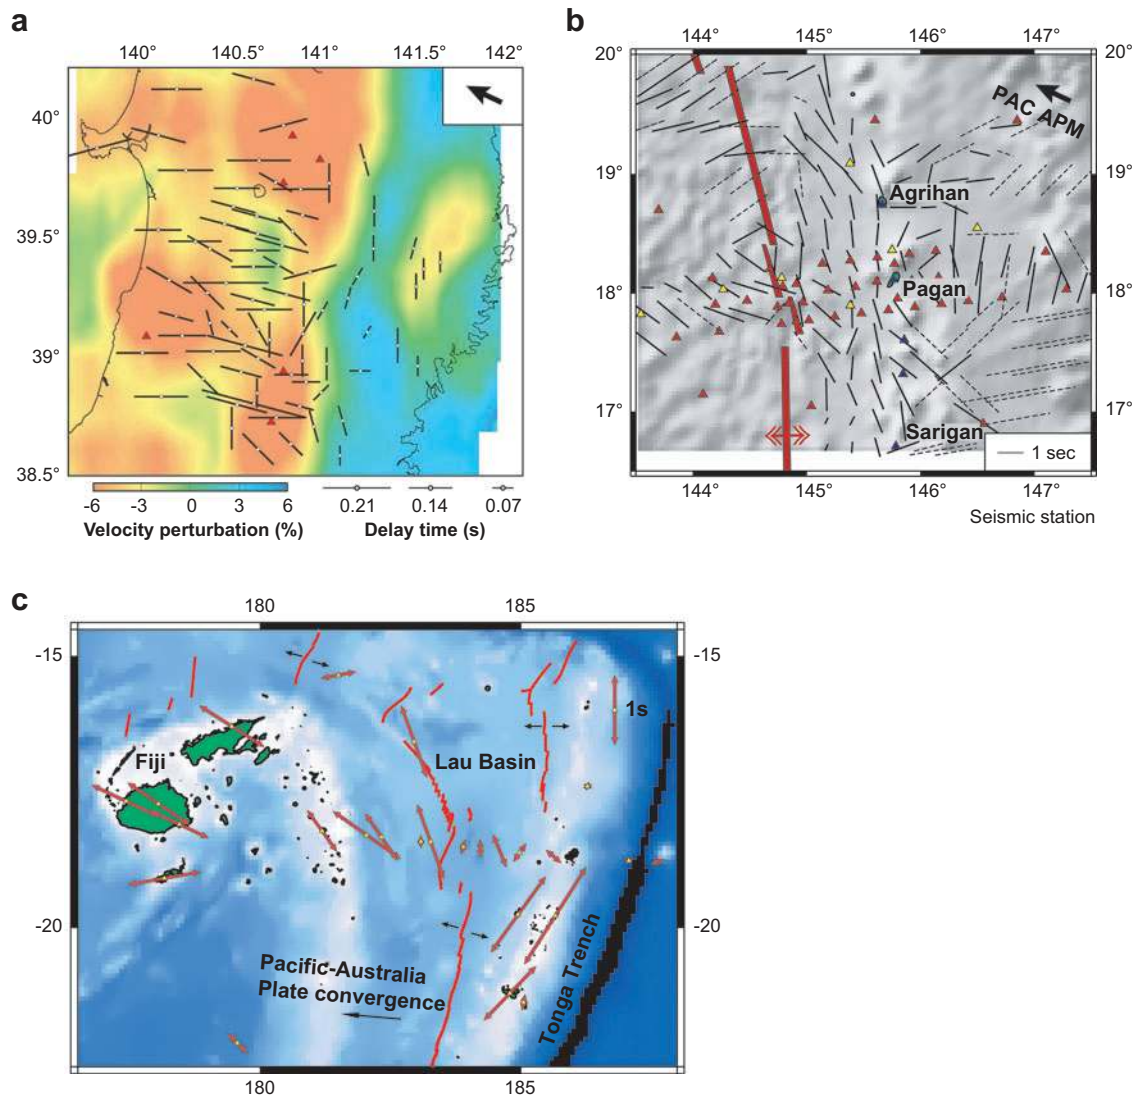 a
140° 140.5° 141° 141.5° 142°
40°
39.5°
39°
38.5°
-6 -3 0 3 6
0.21 0.14 0.07
Velocity perturbation (%) Delay time (s)
b
144° 145° 146° 147°
20° 20°
PAC APM
19° 19°
Agrihan
18° 18°
Pagan
17° 17°
Sarigan
1 sec
144° 145° 146° 147°
Seismic station
c
180 185
-15 -15
1s
Fiji
Lau Basin
-20 -20
Tonga Trench
Pacific-Australia
Plate convergence
180 185